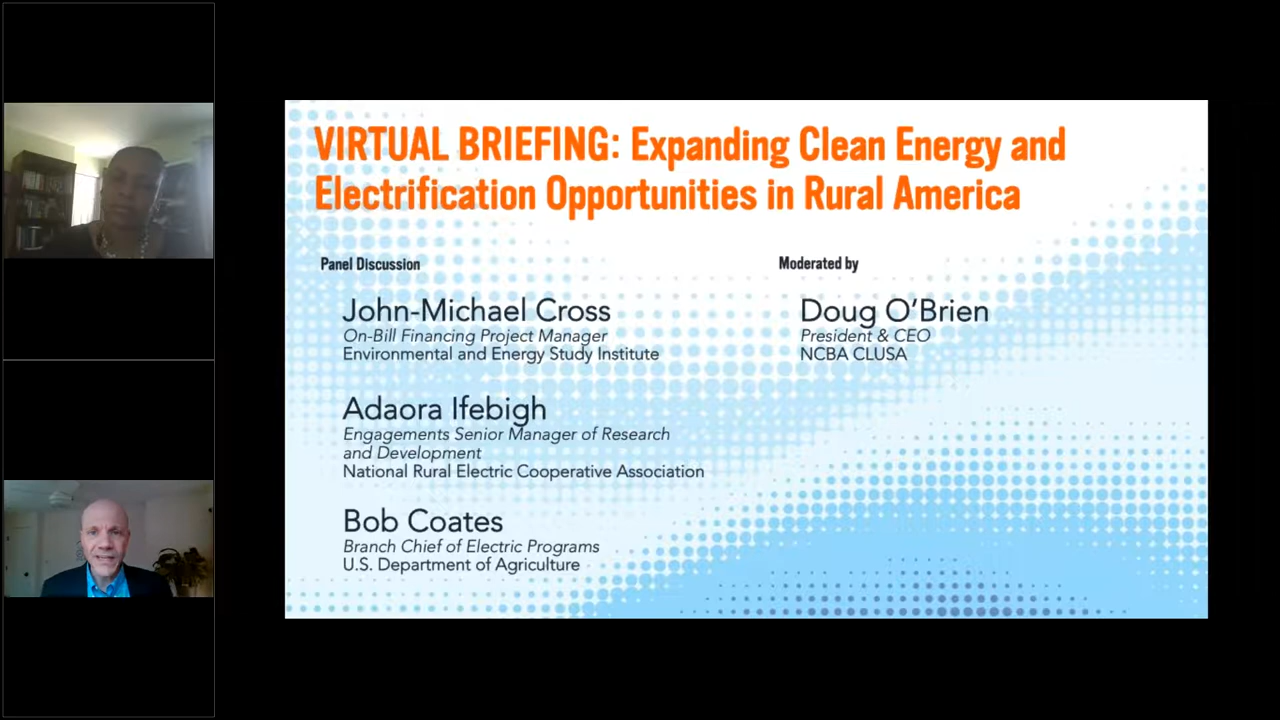 VIRTUAL BRIEFING: Expanding Clean Energy and
Electrification Opportunities in Rural America
Panel Discussion
John-Michael Cross
On-Bill Financing Project Manager
Environmental and Energy Study Institute
Adaora Ifebigh
Engagements Senior Manager of Research
and Development
National Rural Electric Cooperative Association
Bob Coates
Branch Chief of Electric Programs
U.S. Department of Agriculture
Moderated by
Doug O’Brien
President & CEO
NCBA CLUSA